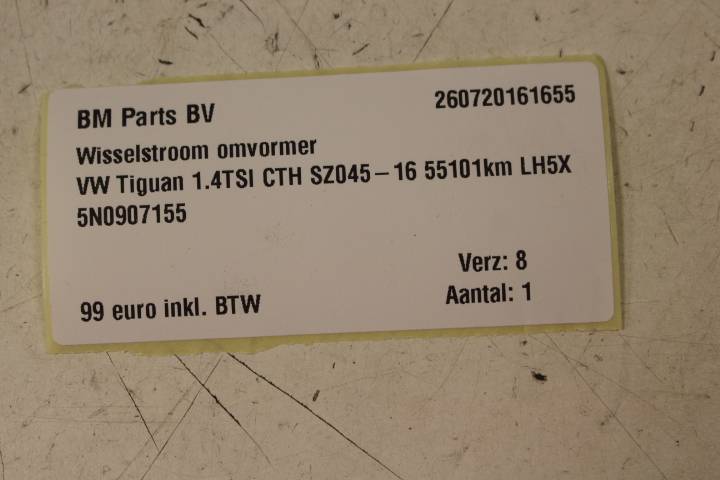 BM Parts BV 260720161655
Wisselstroom omvormer
VW Tiguan 1.4TSI CTH SZ045-16 55101km LH5X
5N0907155
Verz: 8
99 euro inkl. BTW Aantal: 1